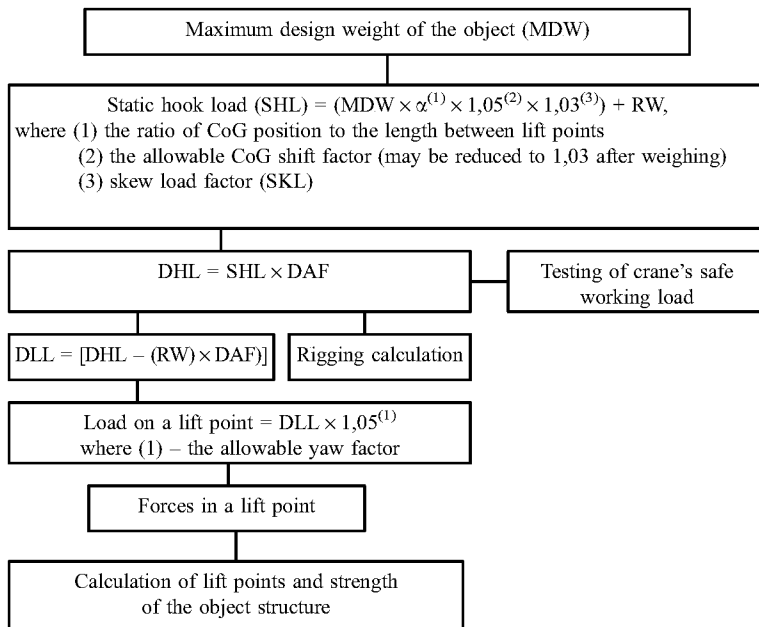 Maximum design weight of the object (MDW)
Static hook load (SHL) = (MDW × α⁽¹⁾ × 1,05⁽²⁾ × 1,03⁽³⁾) + RW,
where (1) the ratio of CoG position to the length between lift points
(2) the allowable CoG shift factor (may be reduced to 1,03 after weighing)
(3) skew load factor (SKL)
DHL = SHL × DAF
Testing of crane's safe
working load
DLL = [DHL – (RW) × DAF)]
Rigging calculation
Load on a lift point = DLL × 1,05⁽¹⁾
where (1) – the allowable yaw factor
Forces in a lift point
Calculation of lift points and strength
of the object structure